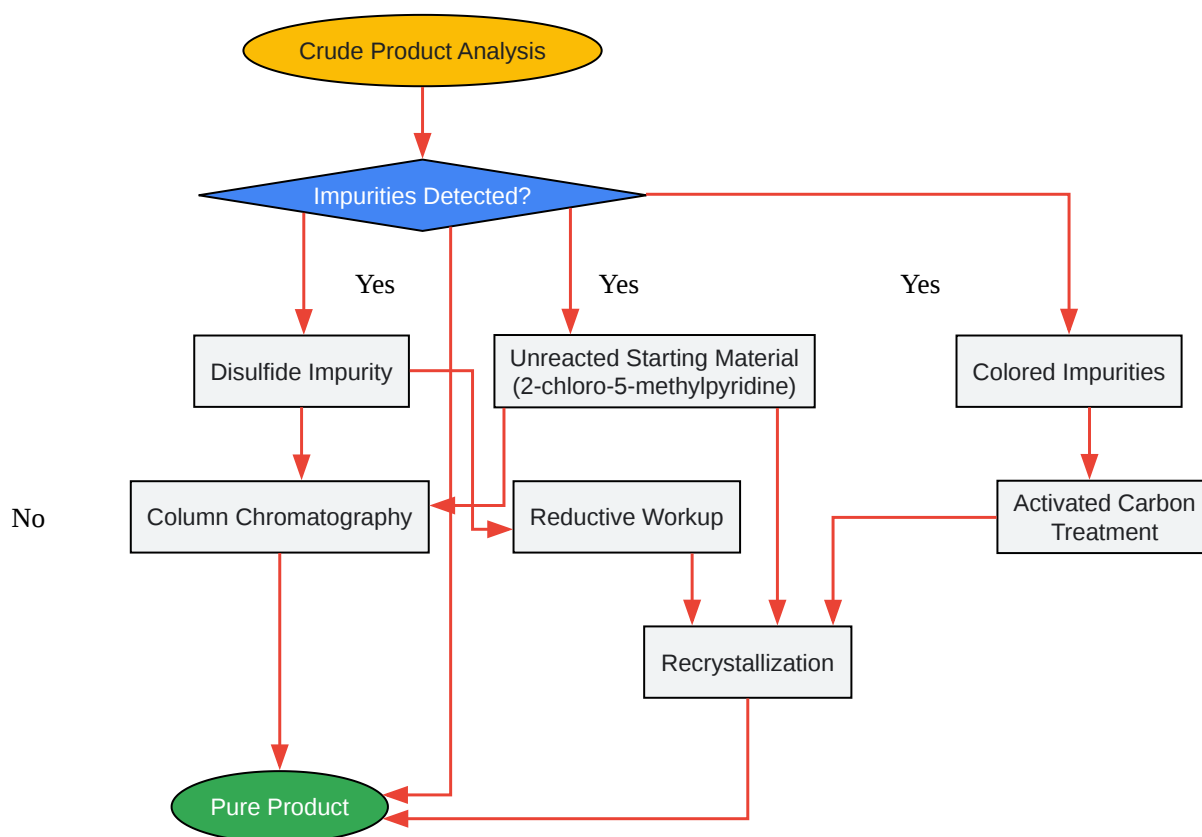 Crude Product Analysis
Impurities Detected?
Yes
Yes
Yes
Disulfide Impurity
Unreacted Starting Material
(2-chloro-5-methylpyridine)
Colored Impurities
No
Column Chromatography
Reductive Workup
Activated Carbon
Treatment
Recrystallization
Pure Product